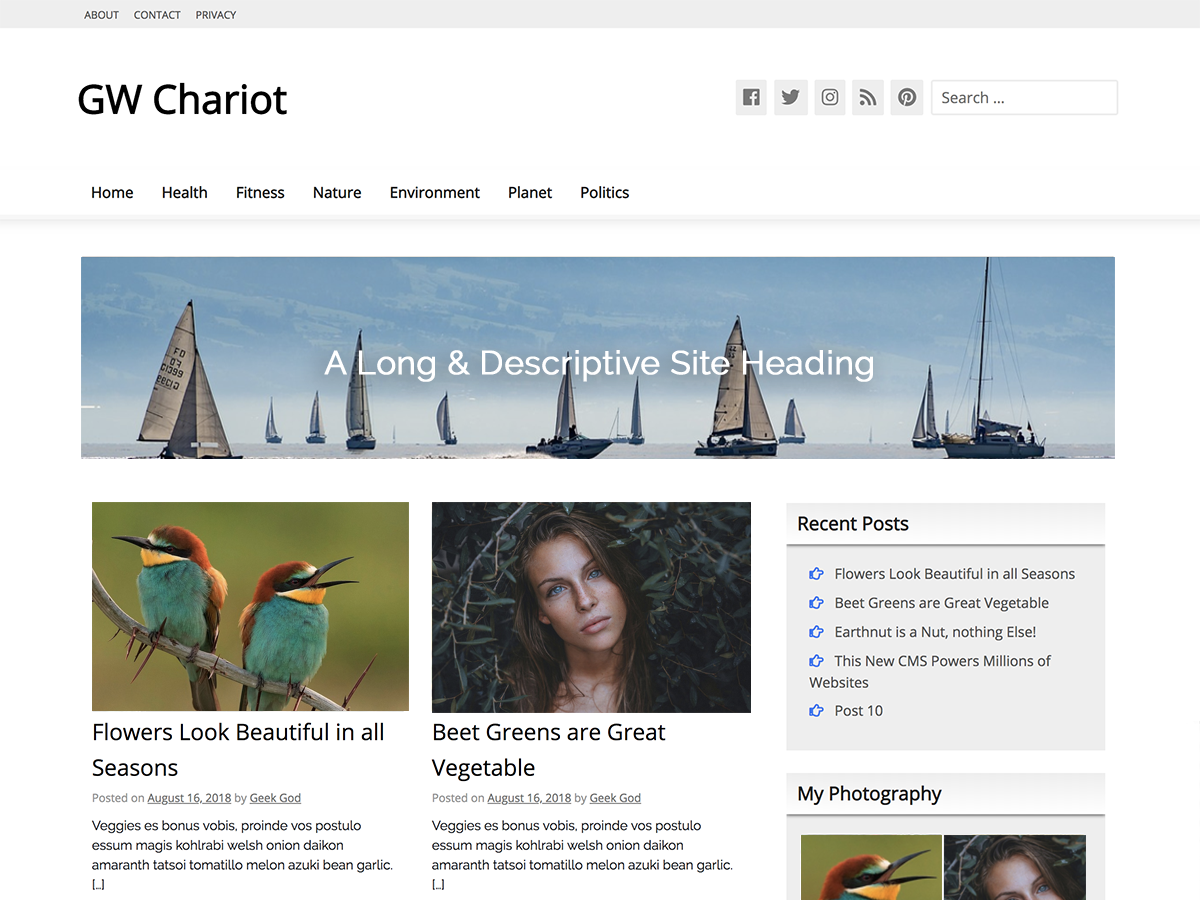 ABOUT CONTACT PRIVACY
GW Chariot
Search ...
Home Health Fitness Nature Environment Planet Politics
A Long & Descriptive Site Heading
Flowers Look Beautiful in all
Seasons
Posted on August 16, 2018 by Geek God
Veggies es bonus vobis, proinde vos postulo
essum magis kohlrabi welsh onion daikon
amaranth tatsoi tomatillo melon azuki bean garlic.
[...]
Beet Greens are Great
Vegetable
Posted on August 16, 2018 by Geek God
Veggies es bonus vobis, proinde vos postulo
essum magis kohlrabi welsh onion daikon
amaranth tatsoi tomatillo melon azuki bean garlic.
[...]
Recent Posts
Flowers Look Beautiful in all Seasons
Beet Greens are Great Vegetable
Earthnut is a Nut, nothing Else!
This New CMS Powers Millions of
Websites
Post 10
My Photography